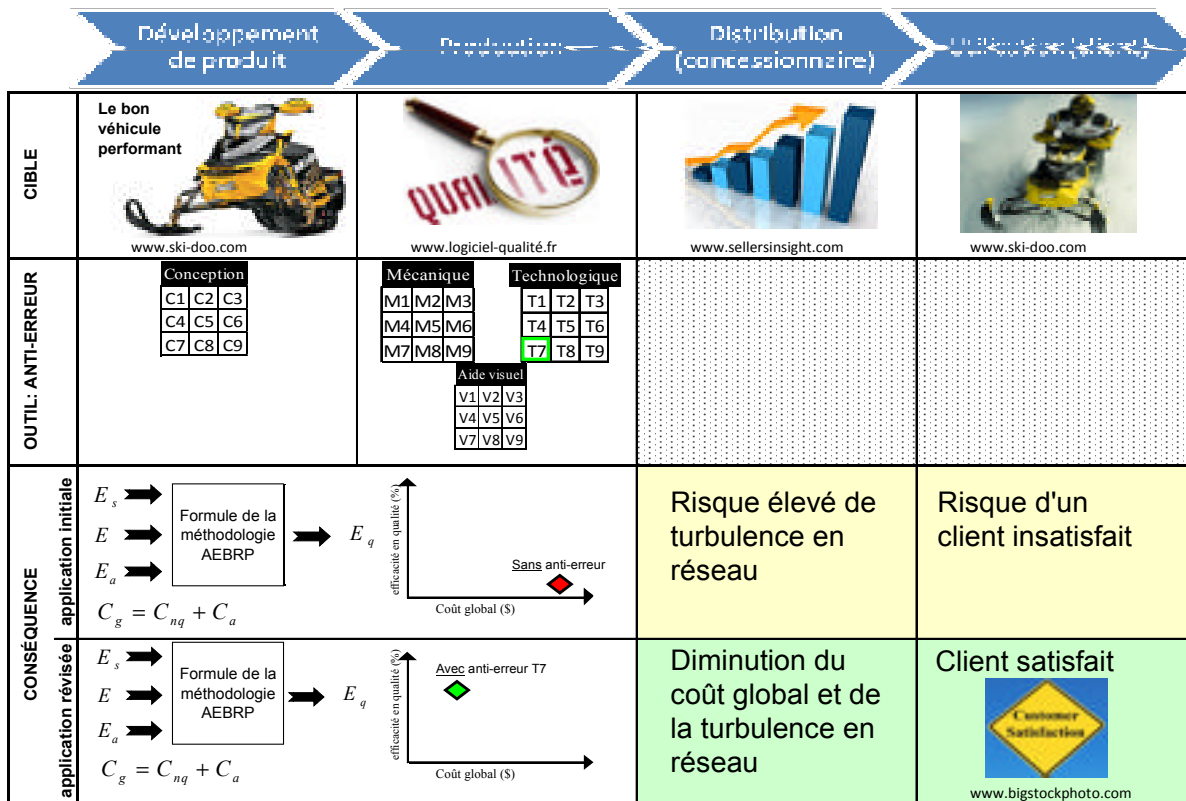 Développement
de produit
Production
Distribution
(concessionnaire)
Utilisation (client)
CIBLE
Le bon
véhicule
performant
www.ski-doo.com
QUALITÉ
www.logiciel-qualité.fr
www.sellersinsight.com
www.ski-doo.com
OUTIL: ANTI-ERREUR
Conception
C1 C2 C3
C4 C5 C6
C7 C8 C9
Mécanique
M1 M2 M3
M4 M5 M6
M7 M8 M9
Technologique
T1 T2 T3
T4 T5 T6
T7 T8 T9
Aide visuel
V1 V2 V3
V4 V5 V6
V7 V8 V9
CONSÉQUENCE
application initiale
E_s
E
E_a
Formule de la
méthodologie
AEBRP
E_q
C_g = C_nq + C_a
efficacité en qualité (%)
Sans anti-erreur
Coût global ($)
Risque élevé de
turbulence en
réseau
Risque d'un
client insatisfait
application révisée
E_s
E
E_a
Formule de la
méthodologie
AEBRP
E_q
C_g = C_nq + C_a
efficacité en qualité (%)
Avec anti-erreur T7
Coût global ($)
Diminution du
coût global et de
la turbulence en
réseau
Client satisfait
Customer
Satisfaction
www.bigstockphoto.com